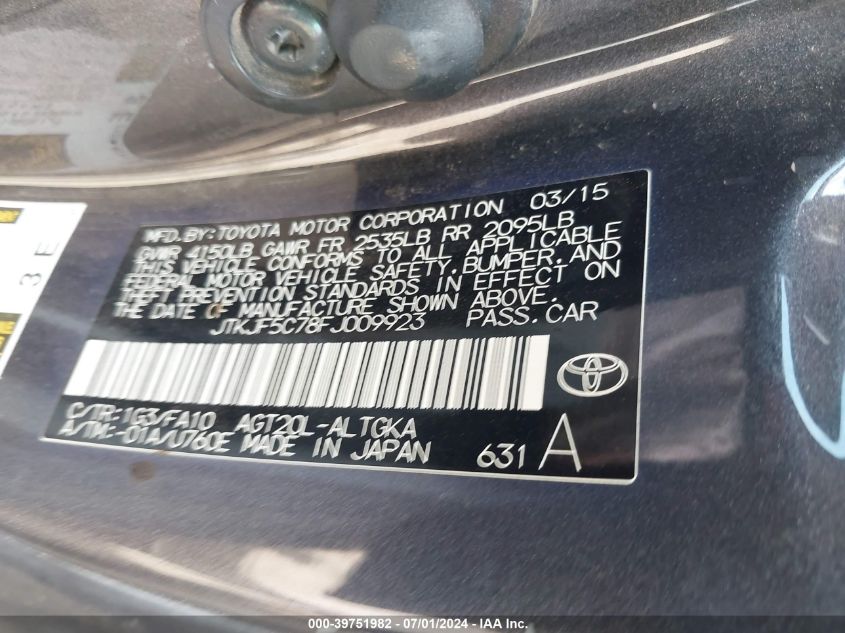 MFD.BY:TOYOTA MOTOR CORPORATION 03/15
GVWR 4150LB GAWR FR 2535LB RR 2095LB
THIS VEHICLE CONFORMS TO ALL APPLICABLE
FEDERAL MOTOR VEHICLE SAFETY, BUMPER, AND
THEFT PREVENTION STANDARDS IN EFFECT ON
THE DATE OF MANUFACTURE SHOWN ABOVE.
JTKJF5C78FJ009923 PASS.CAR
C/TR:1G3/FA10 AGT20L-ALTGKA
A/TM:-01A/U760E MADE IN JAPAN
631 A
3 E
000-39751982 - 07/01/2024 - IAA Inc.